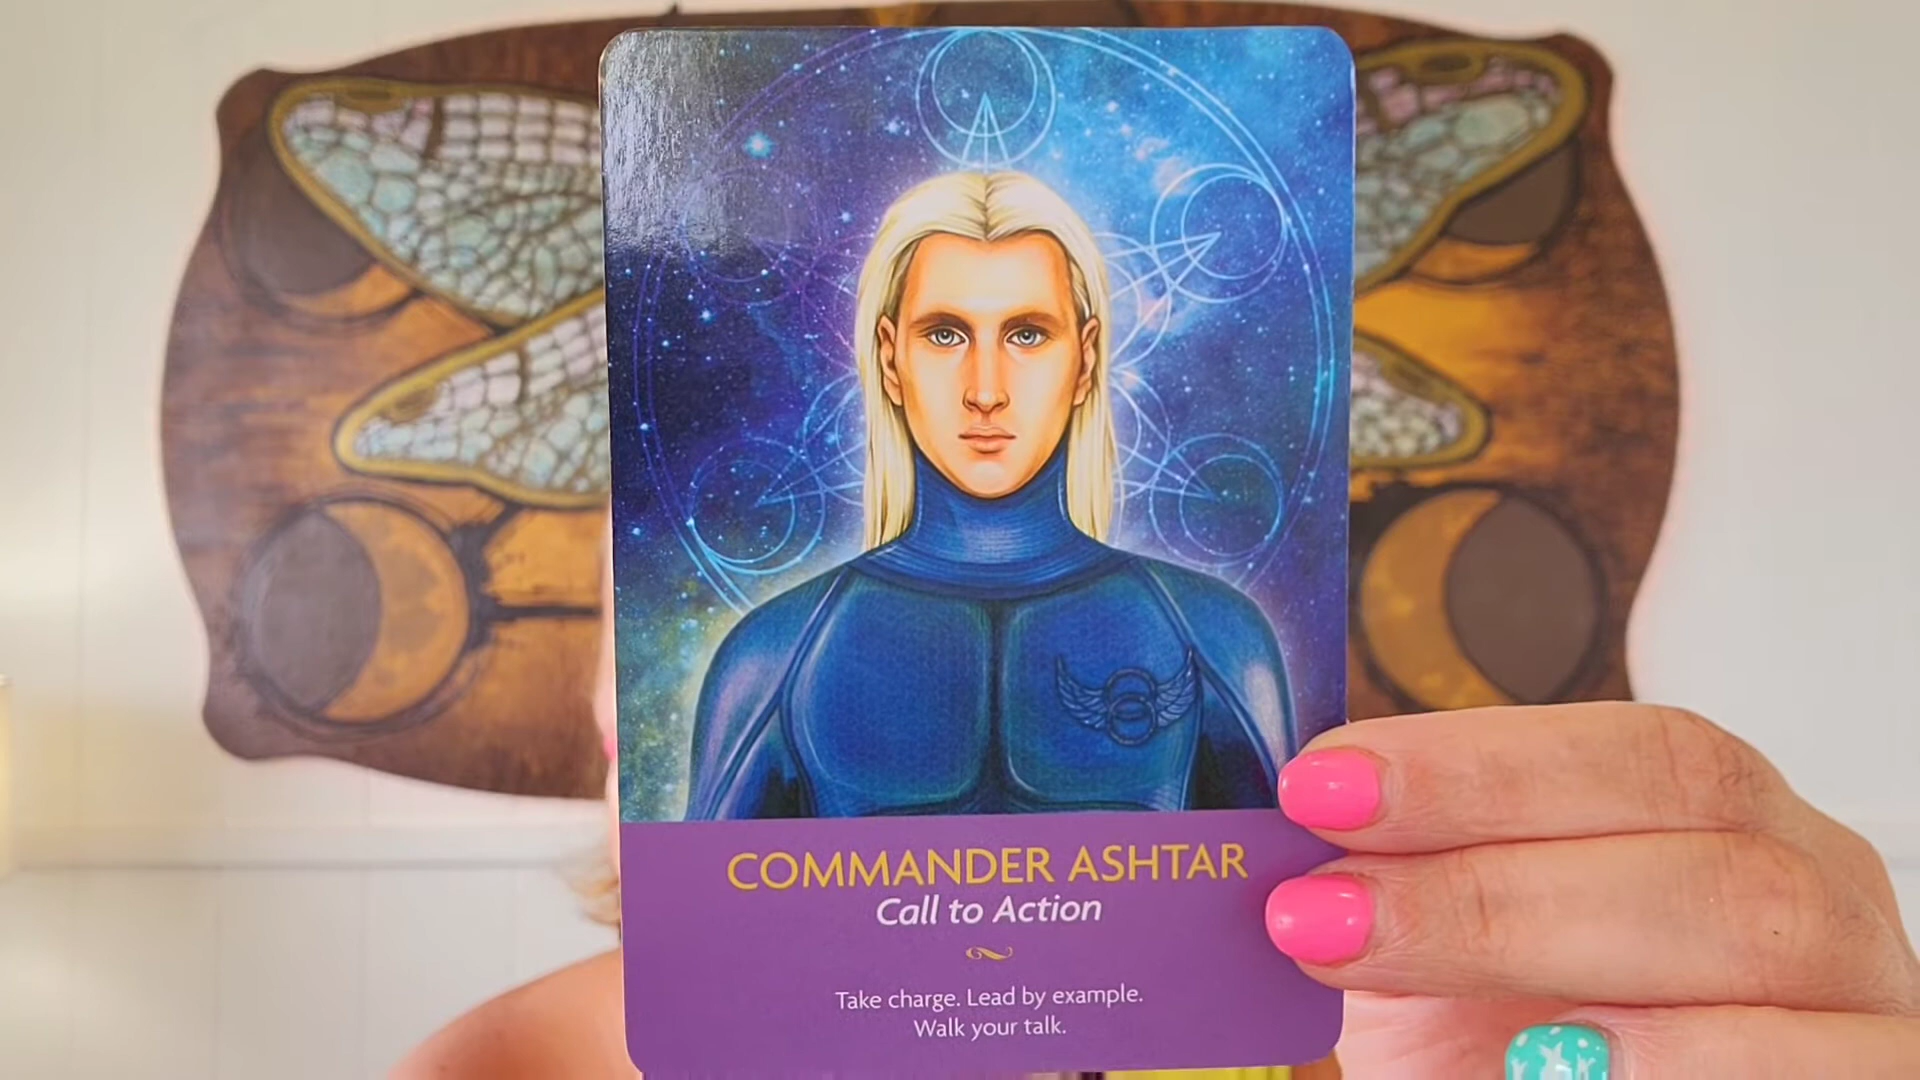 COMMANDER ASHTAR
Call to Action
Take charge. Lead by example.
Walk your talk.